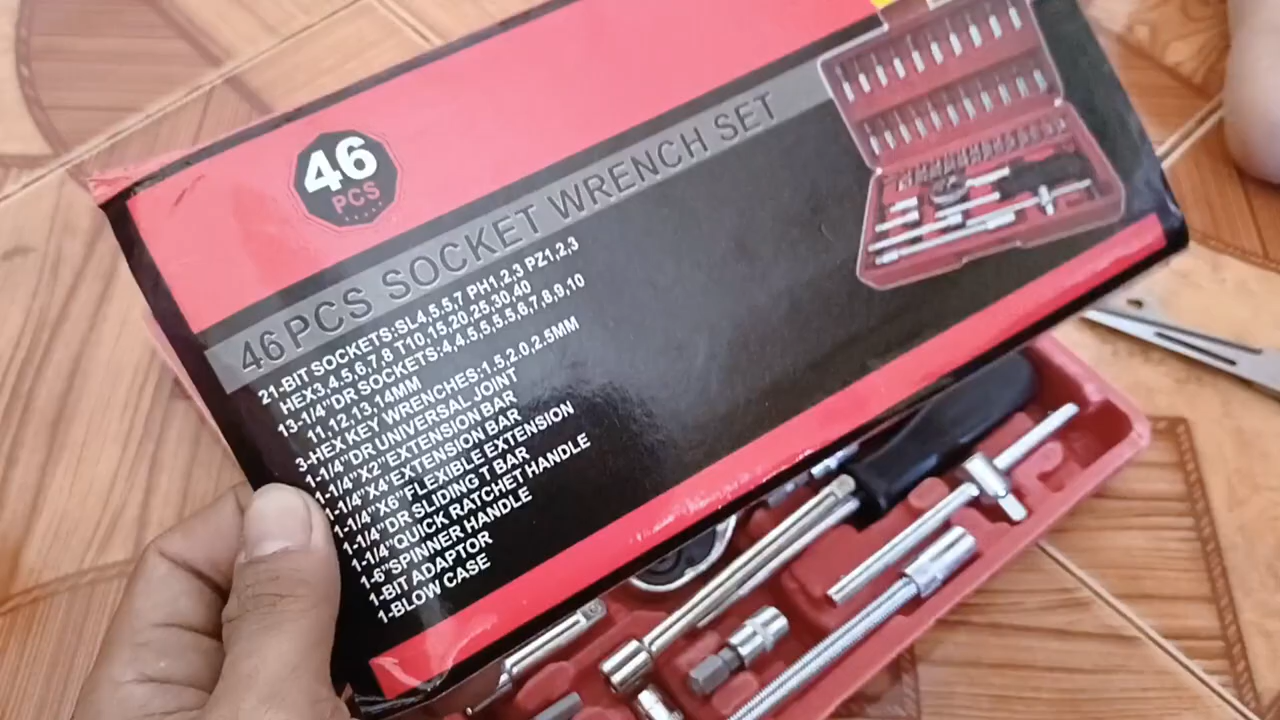 46
PCS
46PCS SOCKET WRENCH SET
21-BIT SOCKETS:SL4,5.5,7 PH1,2,3 PZ1,2,3
HEX3,4,5,6,7,8 T10,15,20,25,30,40
13-1/4"DR SOCKETS:4,4.5,5,5.5,6,7,8,9,10
11,12,13,14MM
3-HEX KEY WRENCHES:1.5,2.0,2.5MM
1-1/4"DR UNIVERSAL JOINT
1-1/4"X2"EXTENSION BAR
1-1/4"X4"EXTENSION BAR
1-1/4"X6"FLEXIBLE EXTENSION
1-1/4"DR SLIDING T BAR
1-1/4"QUICK RATCHET HANDLE
1-6"SPINNER HANDLE
1-BIT ADAPTOR
1-BLOW CASE